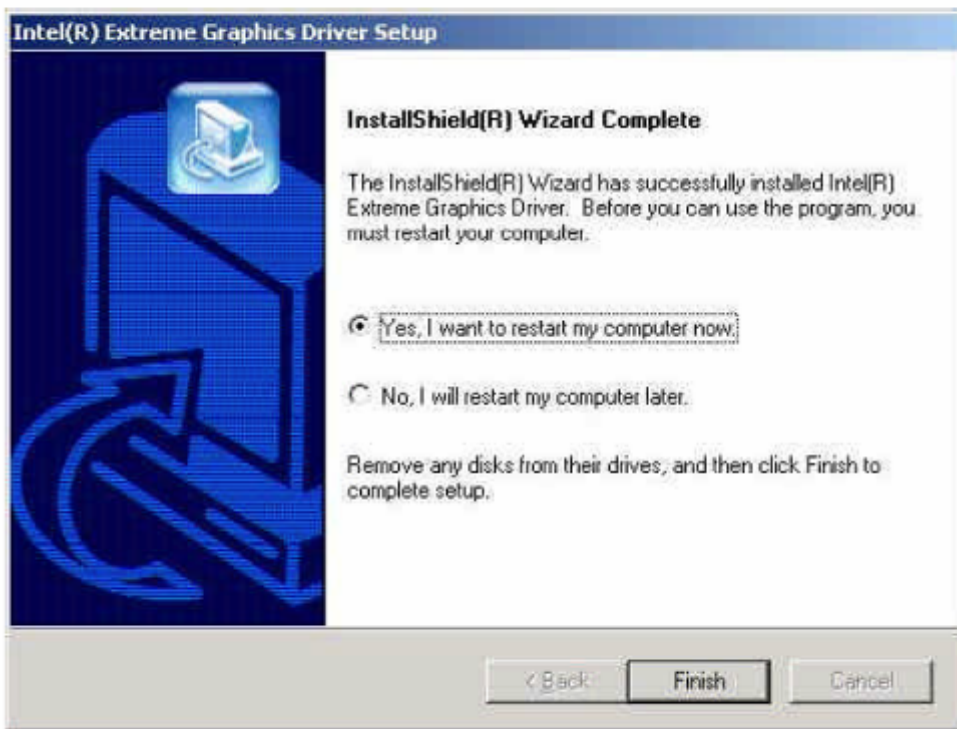 Intel(R) Extreme Graphics Driver Setup
InstallShield(R) Wizard Complete
The InstallShield(R) Wizard has successfully installed Intel(R)
Extreme Graphics Driver. Before you can use the program, you
must restart your computer.
Yes, I want to restart my computer now.
No, I will restart my computer later.
Remove any disks from their drives, and then click Finish to
complete setup.
< Back
Finish
Cancel